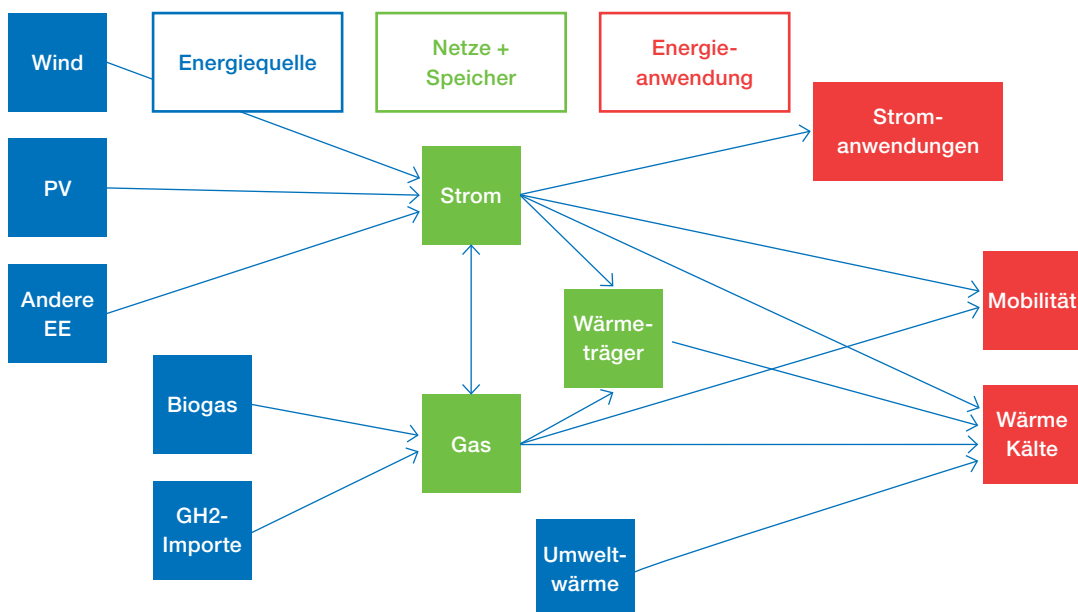 Wind
Energiequelle
Netze +
Speicher
Energie-
anwendung
Strom-
anwendungen
PV
Strom
Andere
EE
Mobilität
Wärme-
träger
Biogas
Gas
Wärme
Kälte
GH2-
Importe
Umwelt-
wärme